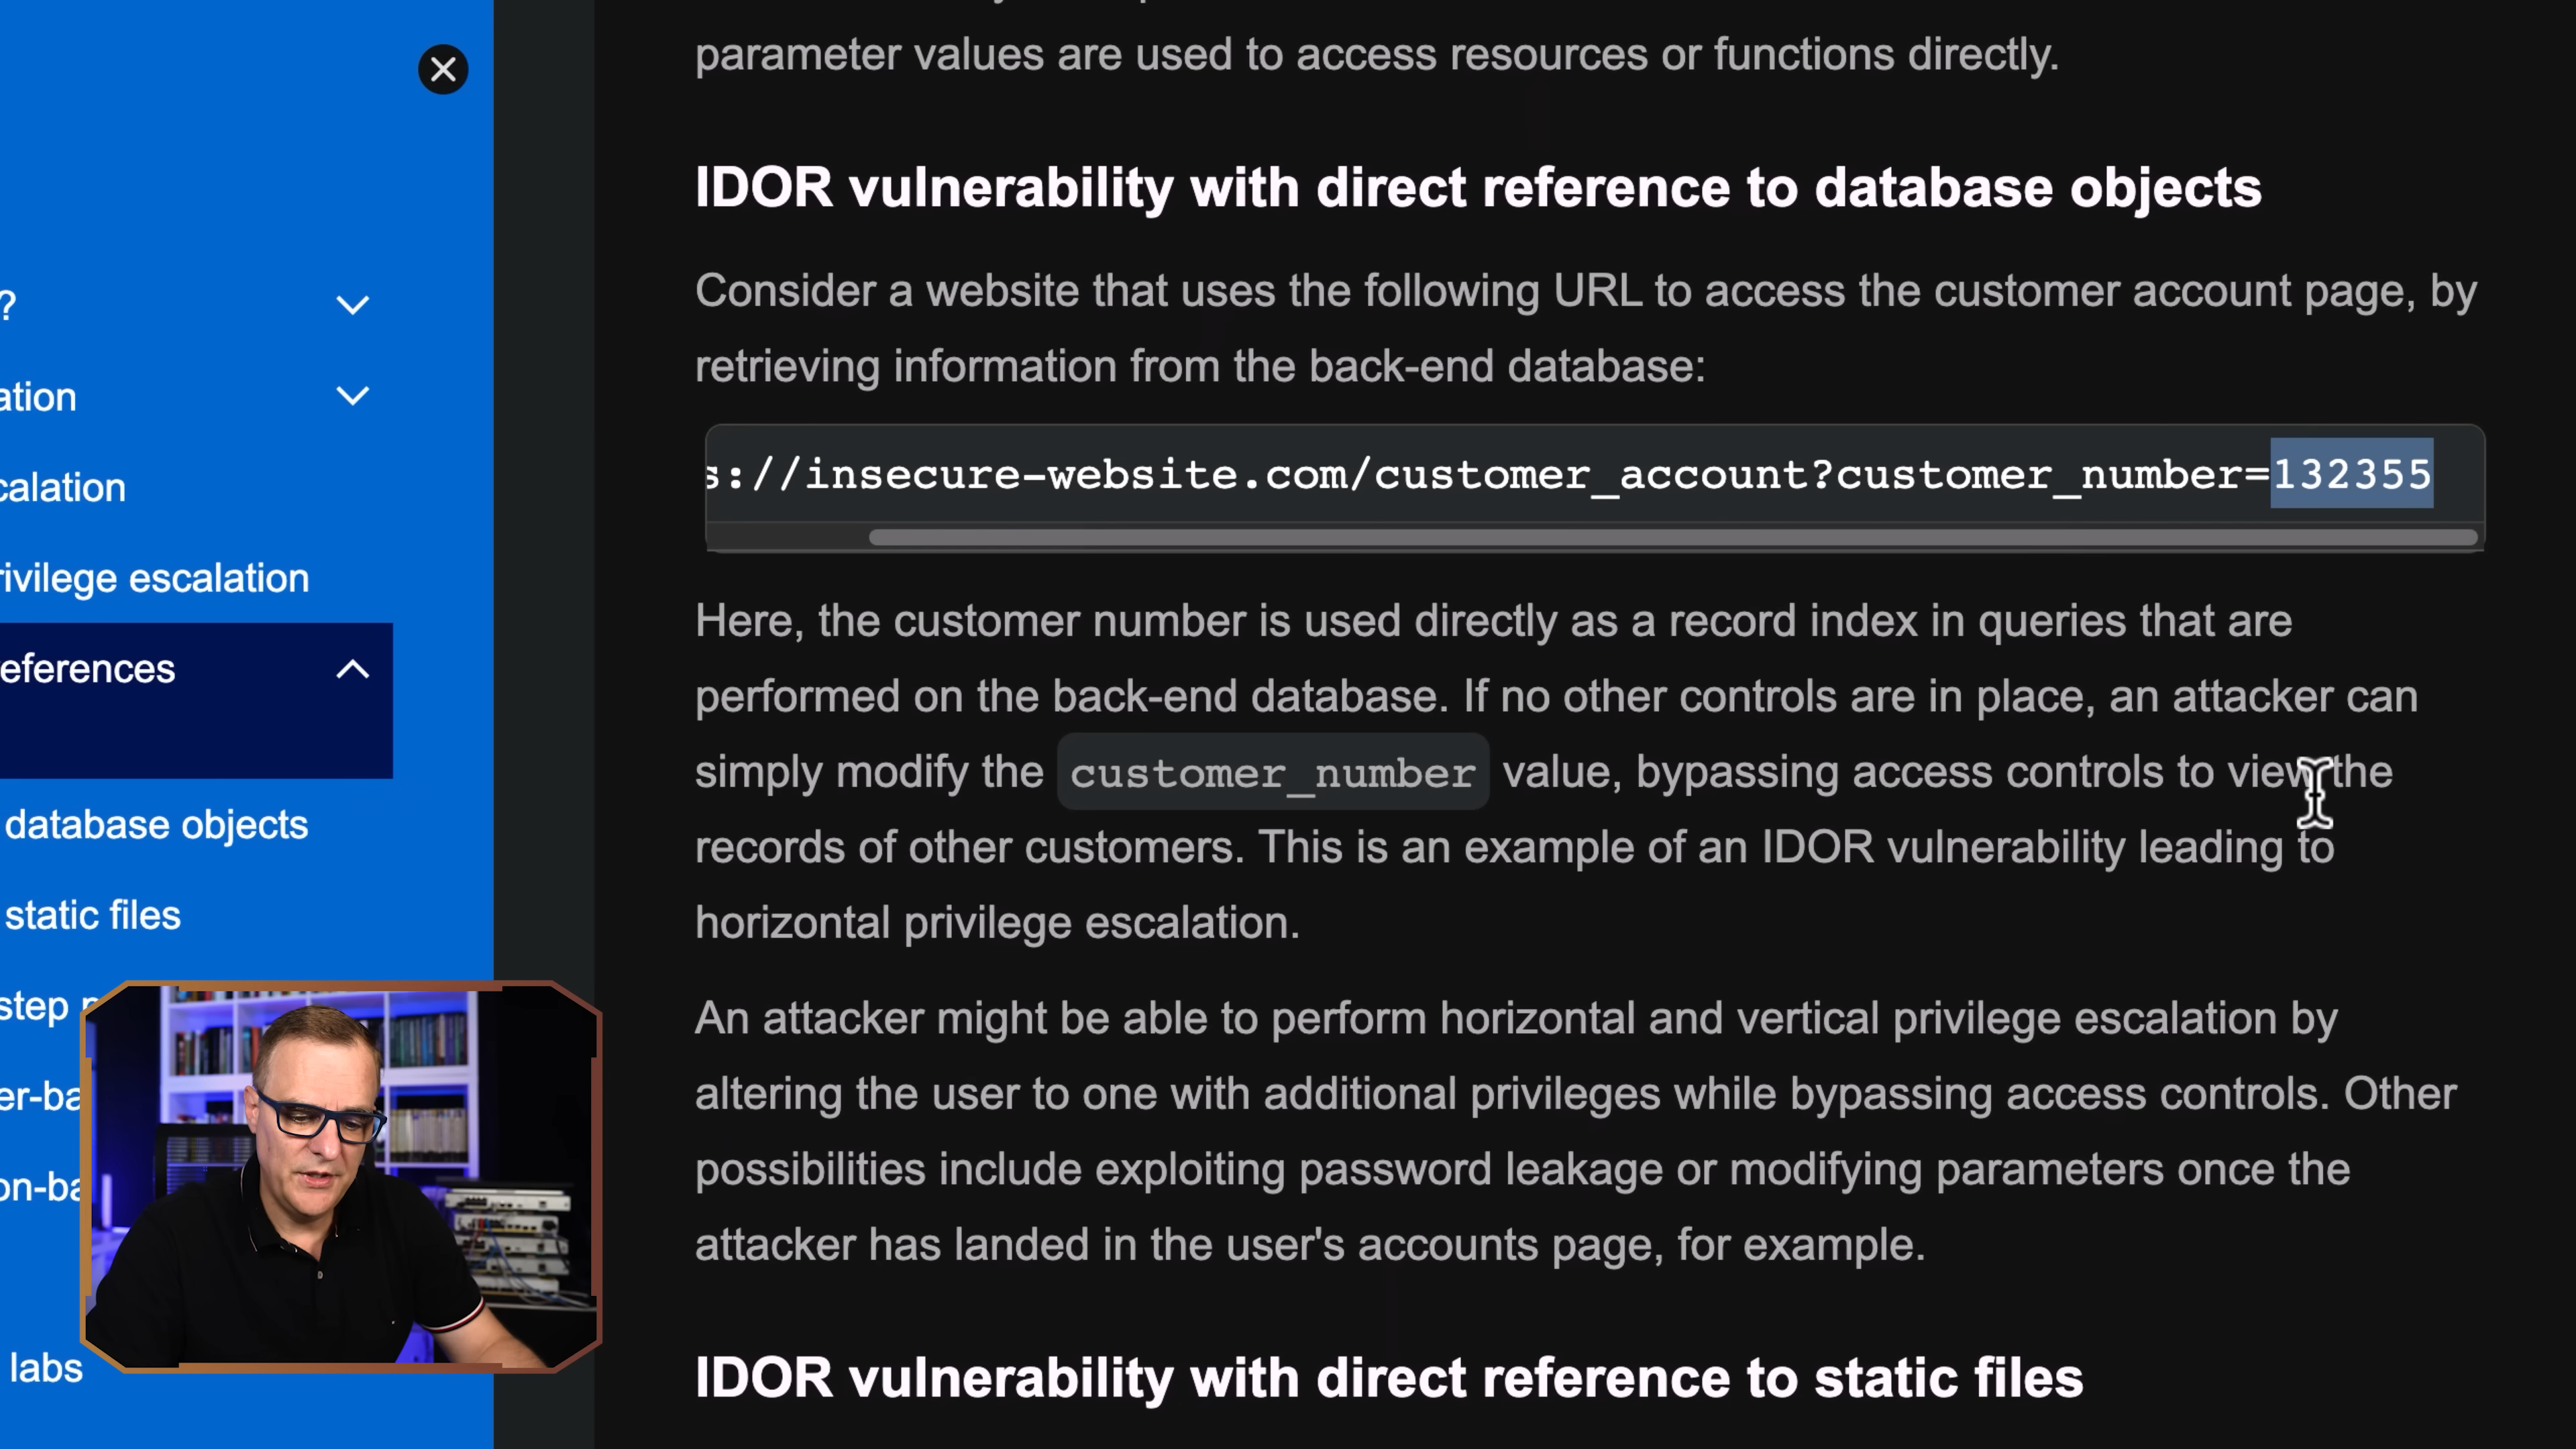 parameter values are used to access resources or functions directly.
IDOR vulnerability with direct reference to database objects
Consider a website that uses the following URL to access the customer account page, by
retrieving information from the back-end database:
s://insecure-website.com/customer_account?customer_number=132355
Here, the customer number is used directly as a record index in queries that are
performed on the back-end database. If no other controls are in place, an attacker can
simply modify the customer_number value, bypassing access controls to view the
records of other customers. This is an example of an IDOR vulnerability leading to
horizontal privilege escalation.
An attacker might be able to perform horizontal and vertical privilege escalation by
altering the user to one with additional privileges while bypassing access controls. Other
possibilities include exploiting password leakage or modifying parameters once the
attacker has landed in the user's accounts page, for example.
IDOR vulnerability with direct reference to static files
?
ation
calation
rivilege escalation
eferences
database objects
static files
step
er-ba
on-ba
labs